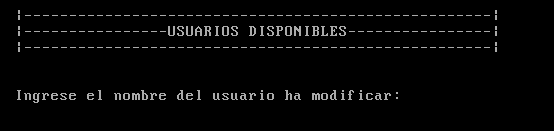 ¦--------------------------------------------------¦
¦----------------USUARIOS DISPONIBLES----------------¦
¦--------------------------------------------------¦
Ingrese el nombre del usuario ha modificar: